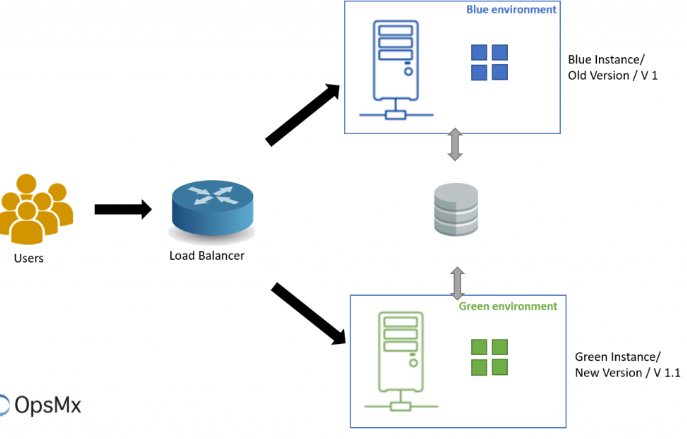 Blue environment
Blue Instance/
Old Version / V 1
Users
Load Balancer
Green environment
Green Instance/
New Version / V 1.1
OpsMx